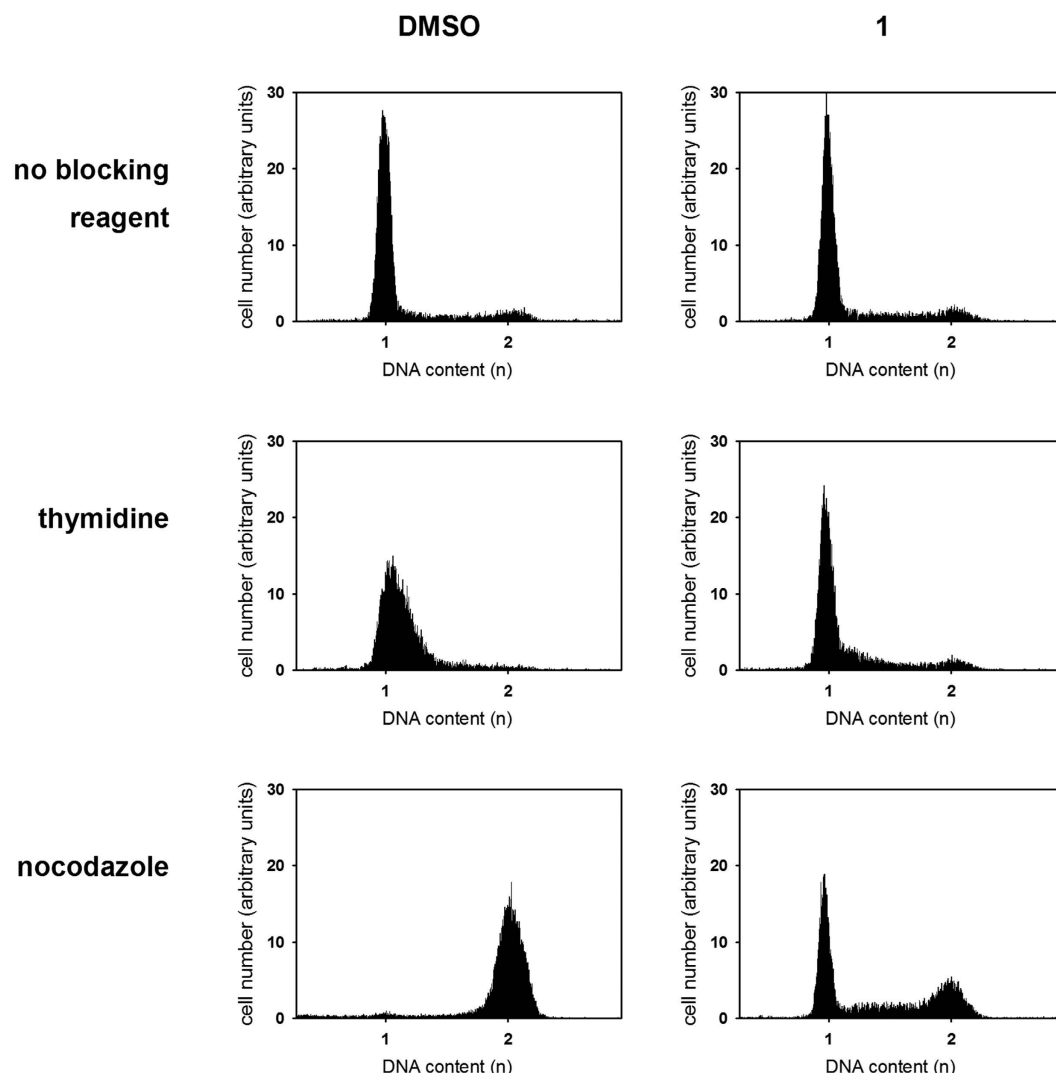 DMSO
1
no blocking
reagent
cell number (arbitrary units)
30
20
10
0
1
2
DNA content (n)
cell number (arbitrary units)
30
20
10
0
1
2
DNA content (n)
thymidine
cell number (arbitrary units)
30
20
10
0
1
2
DNA content (n)
cell number (arbitrary units)
30
20
10
0
1
2
DNA content (n)
nocodazole
cell number (arbitrary units)
30
20
10
0
1
2
DNA content (n)
cell number (arbitrary units)
30
20
10
0
1
2
DNA content (n)